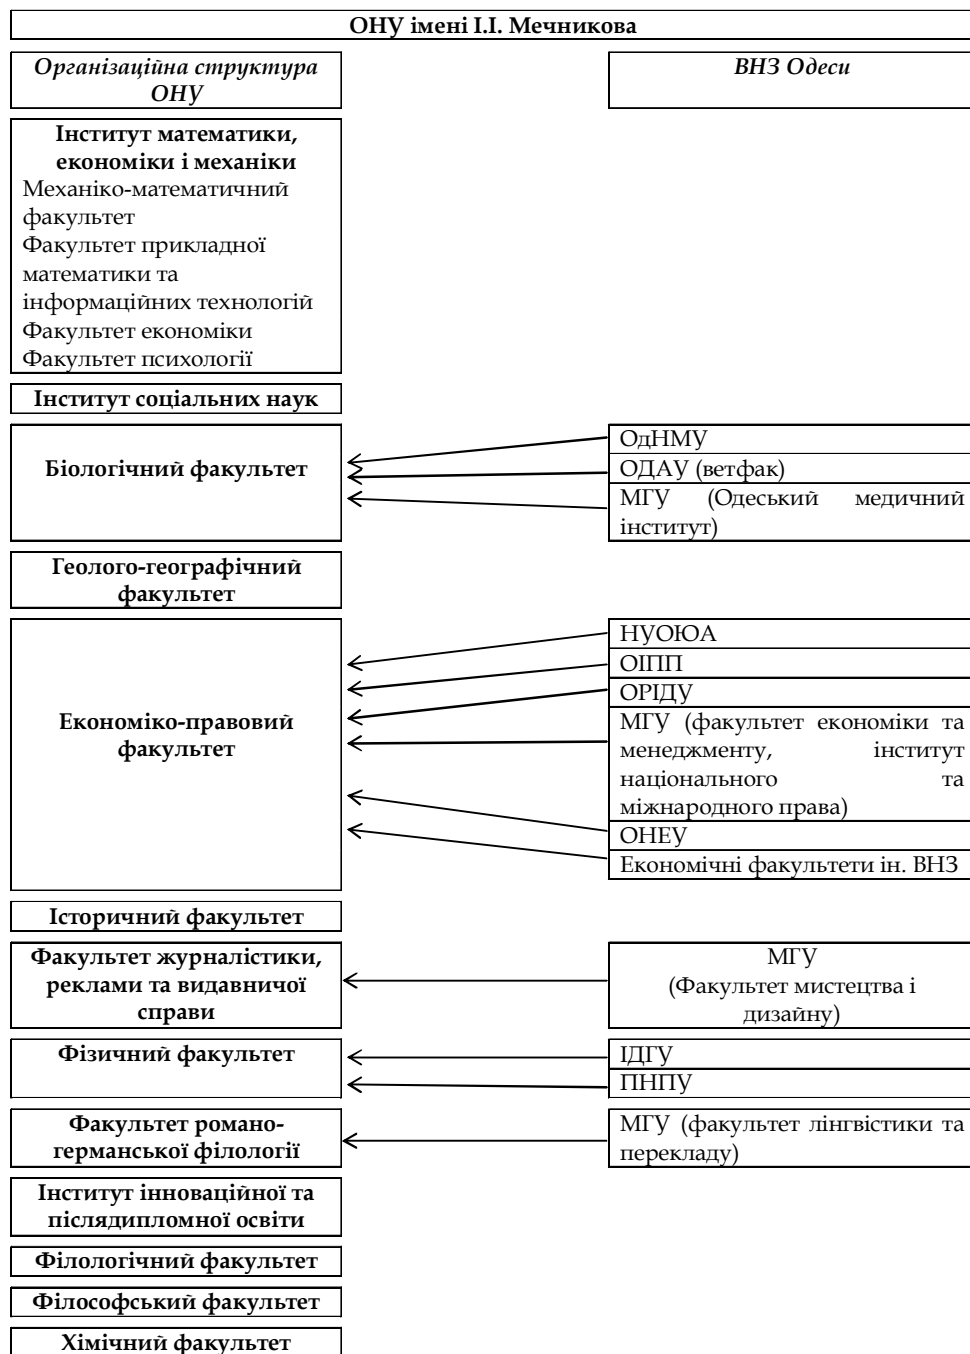 ОНУ імені І.І. Мечникова
Організаційна структура
ОНУ
ВНЗ Одеси
Інститут математики,
економіки і механіки
Механіко-математичний
факультет
Факультет прикладної
математики та
інформаційних технологій
Факультет економіки
Факультет психології
Інститут соціальних наук
Біологічний факультет
ОдНМУ
ОДАУ (ветфак)
МГУ (Одеський медичний
інститут)
Геолого-географічний
факультет
Економіко-правовий
факультет
НУОЮА
ОІПП
ОРІДУ
МГУ (факультет економіки та
менеджменту, інститут
національного та
міжнародного права)
ОНЕУ
Економічні факультети ін. ВНЗ
Історичний факультет
Факультет журналістики,
реклами та видавничої
справи
МГУ
(Факультет мистецтва і
дизайну)
Фізичний факультет
ІДГУ
ПНПУ
Факультет романо-
германської філології
МГУ (факультет лінгвістики та
перекладу)
Інститут інноваційної та
післядипломної освіти
Філологічний факультет
Філософський факультет
Хімічний факультет